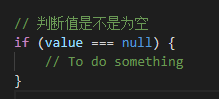 // 判断值是不是为空
if (value === null) {
    // To do something
}